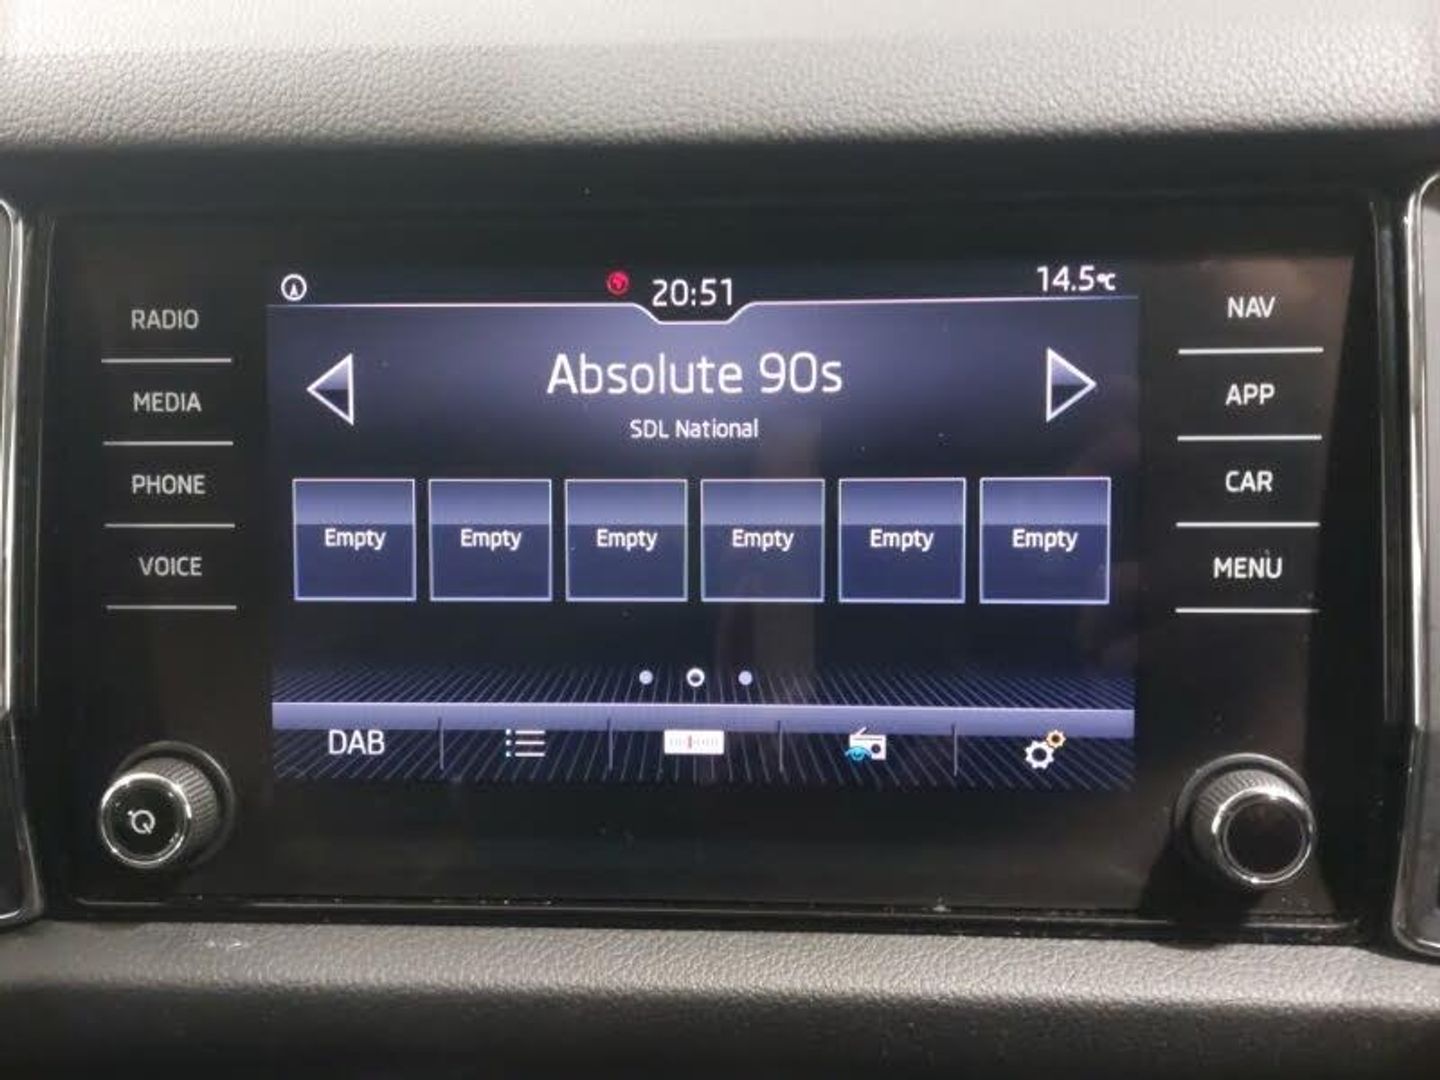 20:51
14.5°C
RADIO
MEDIA
PHONE
VOICE
Absolute 90s
SDL National
Empty Empty Empty Empty Empty Empty
DAB
NAV
APP
CAR
MENU